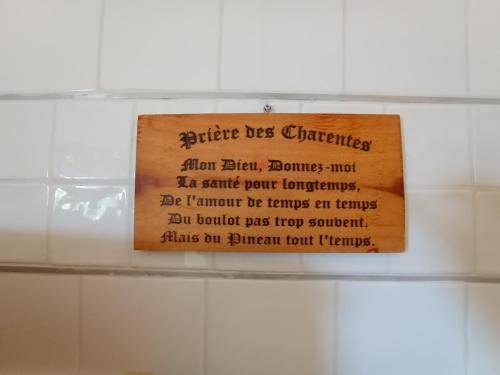 Prière des Charentes
Mon Dieu, Donnez-moi
La santé pour longtemps,
De l'amour de temps en temps
Du boulot pas trop souvent.
Mais du Pineau tout l'temps.